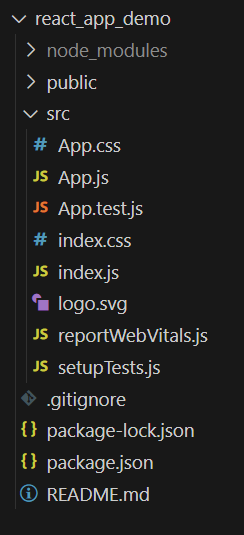 react_app_demo
node_modules
public
src
# App.css
JS App.js
JS App.test.js
# index.css
JS index.js
logo.svg
JS reportWebVitals.js
JS setupTests.js
.gitignore
{} package-lock.json
{} package.json
README.md